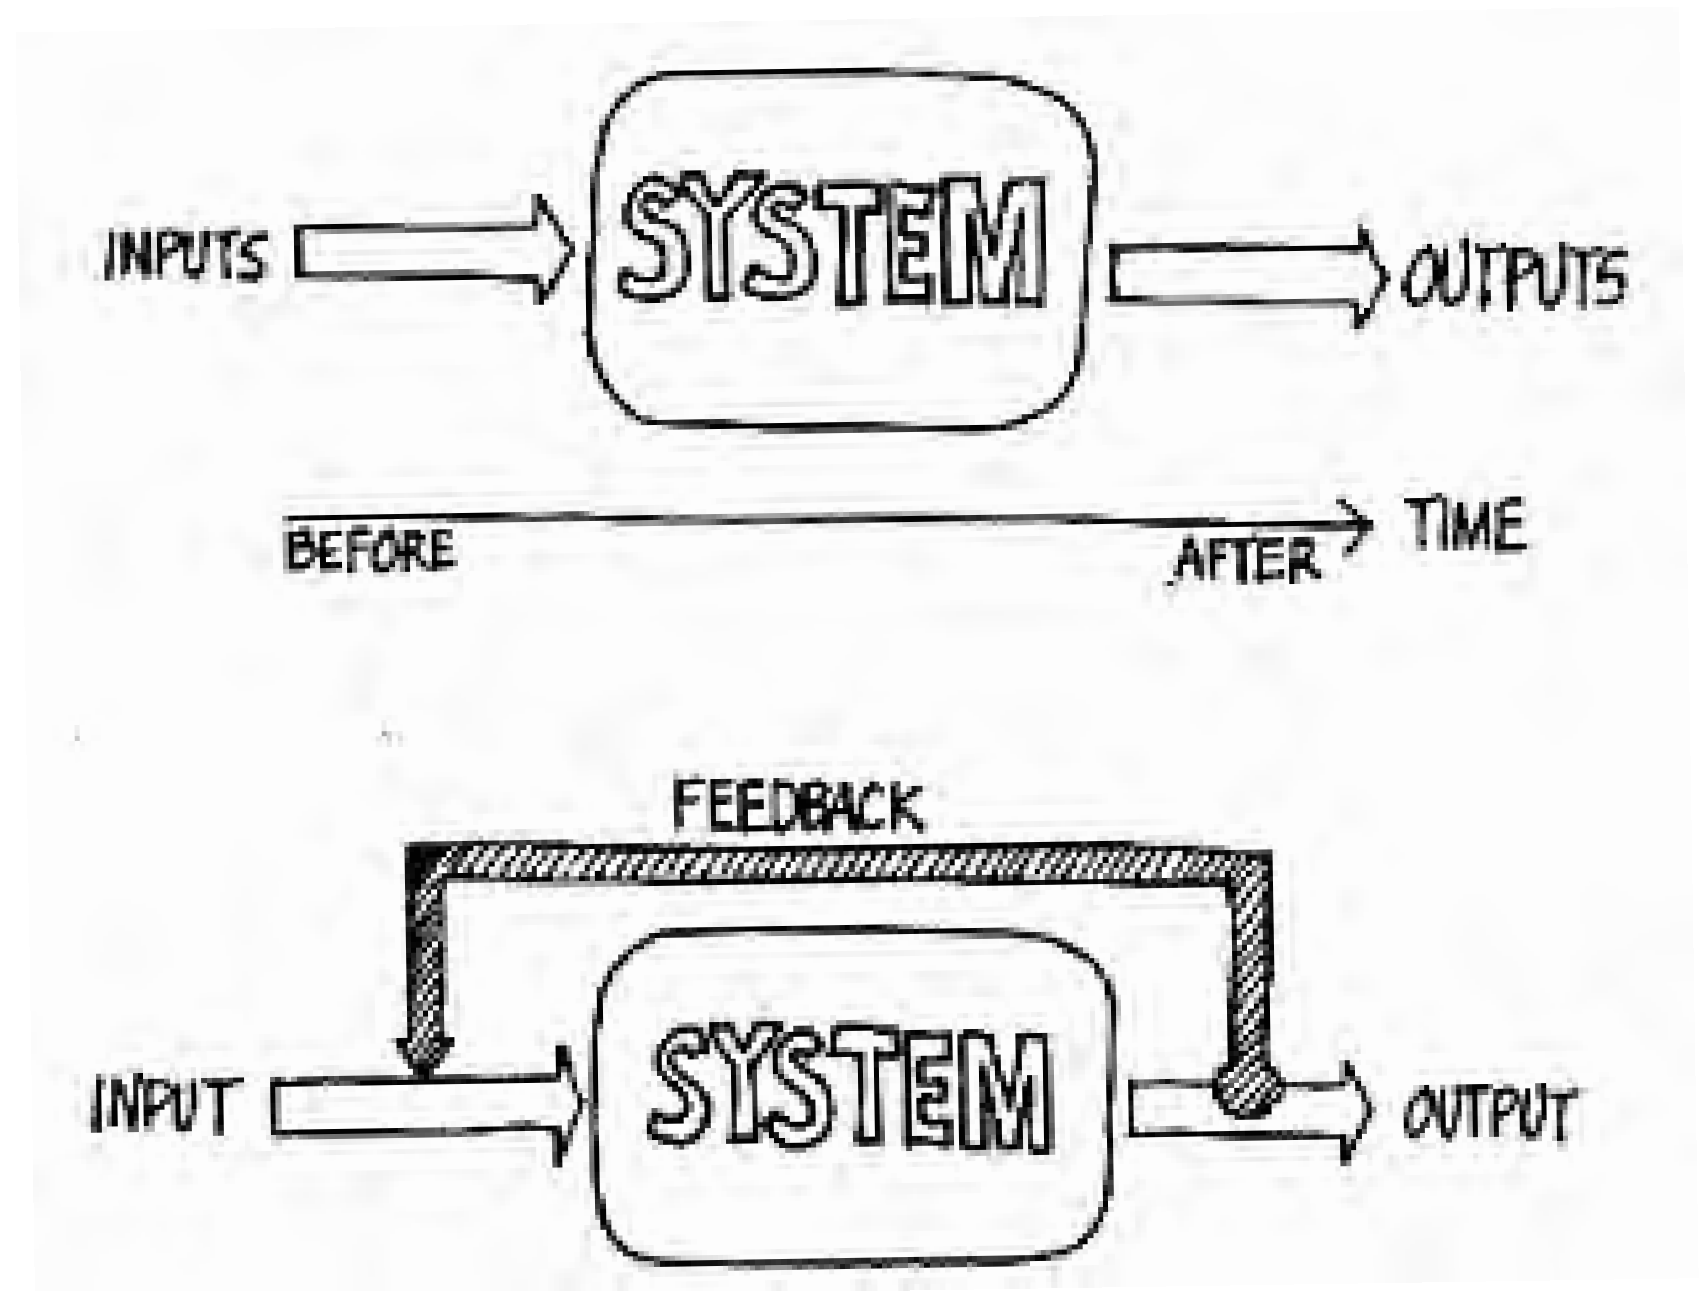 INPUTS
SYSTEM
OUTPUTS
BEFORE
AFTER
TIME
FEEDBACK
INPUT
SYSTEM
OUTPUT